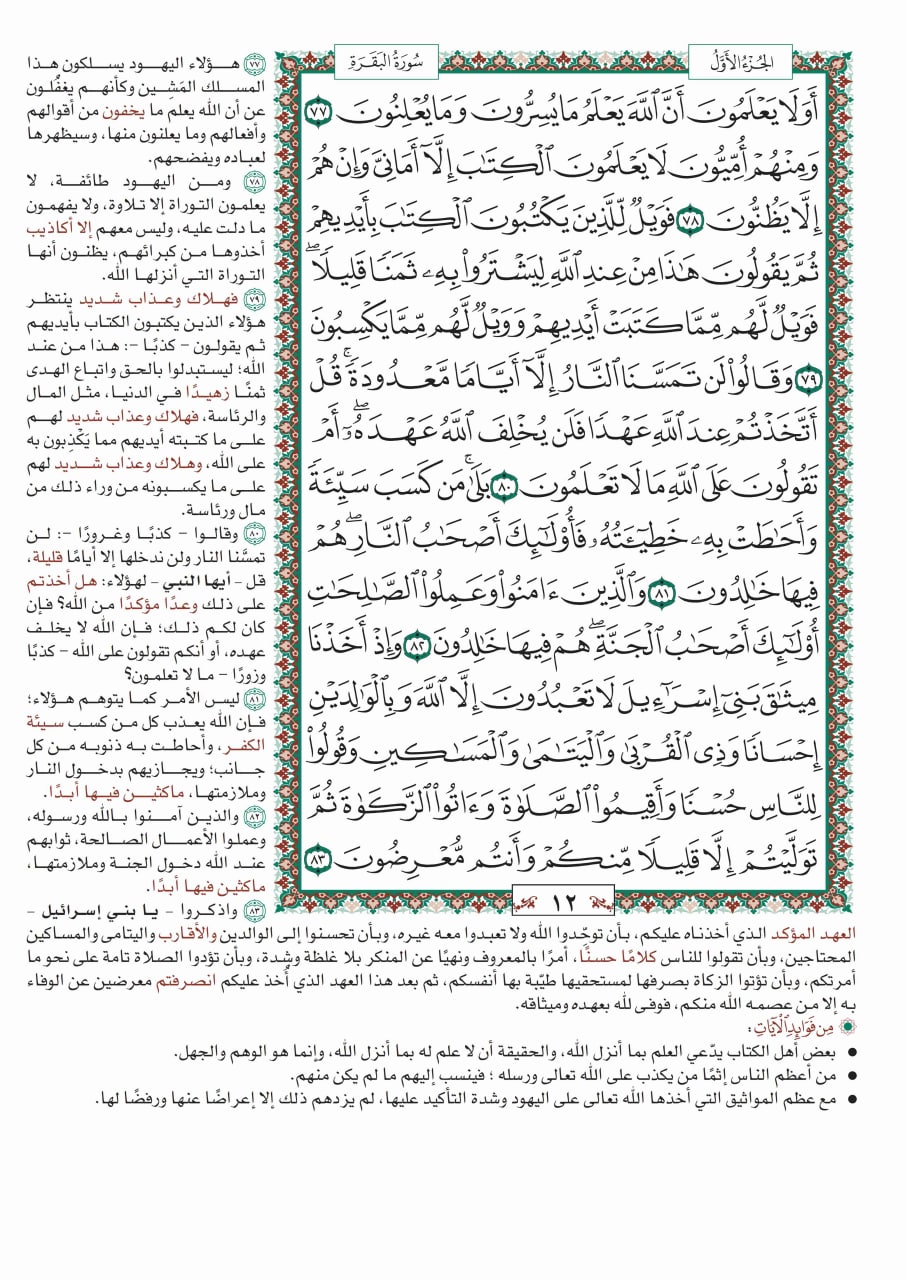 الجُزْءُ الأَوَّلُ
سُورَةُ البَقَرَةِ
أَوَلَا يَعْلَمُونَ أَنَّ ٱللَّهَ يَعْلَمُ مَا يُسِرُّونَ وَمَا يُعْلِنُونَ ٧٧
وَمِنْهُمْ أُمِّيُّونَ لَا يَعْلَمُونَ ٱلْكِتَٰبَ إِلَّآ أَمَانِىَّ وَإِنْ هُمْ
إِلَّا يَظُنُّونَ ٧٨ فَوَيْلٌ لِّلَّذِينَ يَكْتُبُونَ ٱلْكِتَٰبَ بِأَيْدِيهِمْ
ثُمَّ يَقُولُونَ هَٰذَا مِنْ عِندِ ٱللَّهِ لِيَشْتَرُوا۟ بِهِۦ ثَمَنًا قَلِيلًا ۖ
فَوَيْلٌ لَّهُم مِّمَّا كَتَبَتْ أَيْدِيهِمْ وَوَيْلٌ لَّهُم مِّمَّا يَكْسِبُونَ
٧٩ وَقَالُوا۟ لَن تَمَسَّنَا ٱلنَّارُ إِلَّآ أَيَّامًا مَّعْدُودَةً ۚ قُلْ
أَتَّخَذْتُمْ عِندَ ٱللَّهِ عَهْدًا فَلَن يُخْلِفَ ٱللَّهُ عَهْدَهُۥٓ ۖ أَمْ
تَقُولُونَ عَلَى ٱللَّهِ مَا لَا تَعْلَمُونَ ٨٠ بَلَىٰ ۚ مَن كَسَبَ سَيِّئَةً
وَأَحَٰطَتْ بِهِۦ خَطِيٓـَٔتُهُۥ فَأُو۟لَٰٓئِكَ أَصْحَٰبُ ٱلنَّارِ ۖ هُمْ
فِيهَا خَٰلِدُونَ ٨١ وَٱلَّذِينَ ءَامَنُوا۟ وَعَمِلُوا۟ ٱلصَّٰلِحَٰتِ
أُو۟لَٰٓئِكَ أَصْحَٰبُ ٱلْجَنَّةِ ۖ هُمْ فِيهَا خَٰلِدُونَ ٨٢ وَإِذْ أَخَذْنَا
مِيثَٰقَ بَنِىٓ إِسْرَٰٓءِيلَ لَا تَعْبُدُونَ إِلَّا ٱللَّهَ وَبِٱلْوَٰلِدَيْنِ
إِحْسَانًا وَذِى ٱلْقُرْبَىٰ وَٱلْيَتَٰمَىٰ وَٱلْمَسَٰكِينِ وَقُولُوا۟
لِلنَّاسِ حُسْنًا وَأَقِيمُوا۟ ٱلصَّلَوٰةَ وَءَاتُوا۟ ٱلزَّكَوٰةَ ثُمَّ
تَوَلَّيْتُمْ إِلَّا قَلِيلًا مِّنكُمْ وَأَنتُم مُّعْرِضُونَ ٨٣
١٢
٧٧ هـؤلاء اليهود يسلكون هذا
المسلك المَشِين وكأنهم يغفُلون
عن أن الله يعلم ما يخفون من أقوالهم
وأفعالهم وما يعلنون منها، وسيظهرها
لعباده ويفضحهم.
٧٨ ومن اليهود طائفة، لا
يعلمون التوراة إلا تلاوة، ولا يفهمون
ما دلت عليه، وليس معهم إلا أكاذيب
أخذوها من كبرائهم، يظنون أنها
التوراة التي أنزلها الله.
٧٩ فهلاك وعذاب شديد ينتظر
هؤلاء الذين يكتبون الكتاب بأيديهم
ثم يقولون - كذبًا -: هذا من عند
الله؛ ليستبدلوا بالحق واتباع الهدى
ثمنًا زهيدًا في الدنيا، مثل المال
والرئاسة، فهلاك وعذاب شديد لهم
على ما كتبته أيديهم مما يَكْذِبون به
على الله، وهلاك وعذاب شديد لهم
على ما يكسبونه من وراء ذلك من
مال ورئاسة.
٨٠ وقالوا - كذبًا وغرورًا -: لن
تمسَّنا النار ولن ندخلها إلا أيامًا قليلة،
قل - أيها النبي - لهؤلاء: هل أخذتم
على ذلك وعدًا مؤكدًا من الله؟ فإن
كان لكم ذلك؛ فإن الله لا يخلف
عهده، أو أنكم تقولون على الله - كذبًا
وزورًا - ما لا تعلمون؟
٨١ ليس الأمر كما يتوهم هؤلاء؛
فإن الله يعذب كل من كسب سيئة
الكفر، وأحاطت به ذنوبه من كل
جانب؛ ويجازيهم بدخول النار
وملازمتها، ماكثين فيها أبدًا.
٨٢ والذين آمنوا بالله ورسوله،
وعملوا الأعمال الصالحة، ثوابهم
عند الله دخول الجنة وملازمتها،
ماكثين فيها أبدًا.
٨٣ واذكروا - يا بني إسرائيل -
العهد المؤكد الذي أخذناه عليكم، بأن توحّدوا الله ولا تعبدوا معه غيره، وبأن تحسنوا إلى الوالدين والأقارب واليتامى والمساكين
المحتاجين، وبأن تقولوا للناس كلامًا حسنًا، أمرًا بالمعروف ونهيًا عن المنكر بلا غلظة وشدة، وبأن تؤدوا الصلاة تامة على نحو ما
أمرتكم، وبأن تؤتوا الزكاة بصرفها لمستحقيها طيّبة بها أنفسكم، ثم بعد هذا العهد الذي أُخذ عليكم انصرفتم معرضين عن الوفاء
به إلا من عصمه الله منكم، فوفى لله بعهده وميثاقه.
مِن فَوَائِدِ الآيَاتِ:
● بعض أهل الكتاب يدّعي العلم بما أنزل الله، والحقيقة أن لا علم له بما أنزل الله، وإنما هو الوهم والجهل.
● من أعظم الناس إثمًا من يكذب على الله تعالى ورسله ؛ فينسب إليهم ما لم يكن منهم.
● مع عظم المواثيق التي أخذها الله تعالى على اليهود وشدة التأكيد عليها، لم يزدهم ذلك إلا إعراضًا عنها ورفضًا لها.